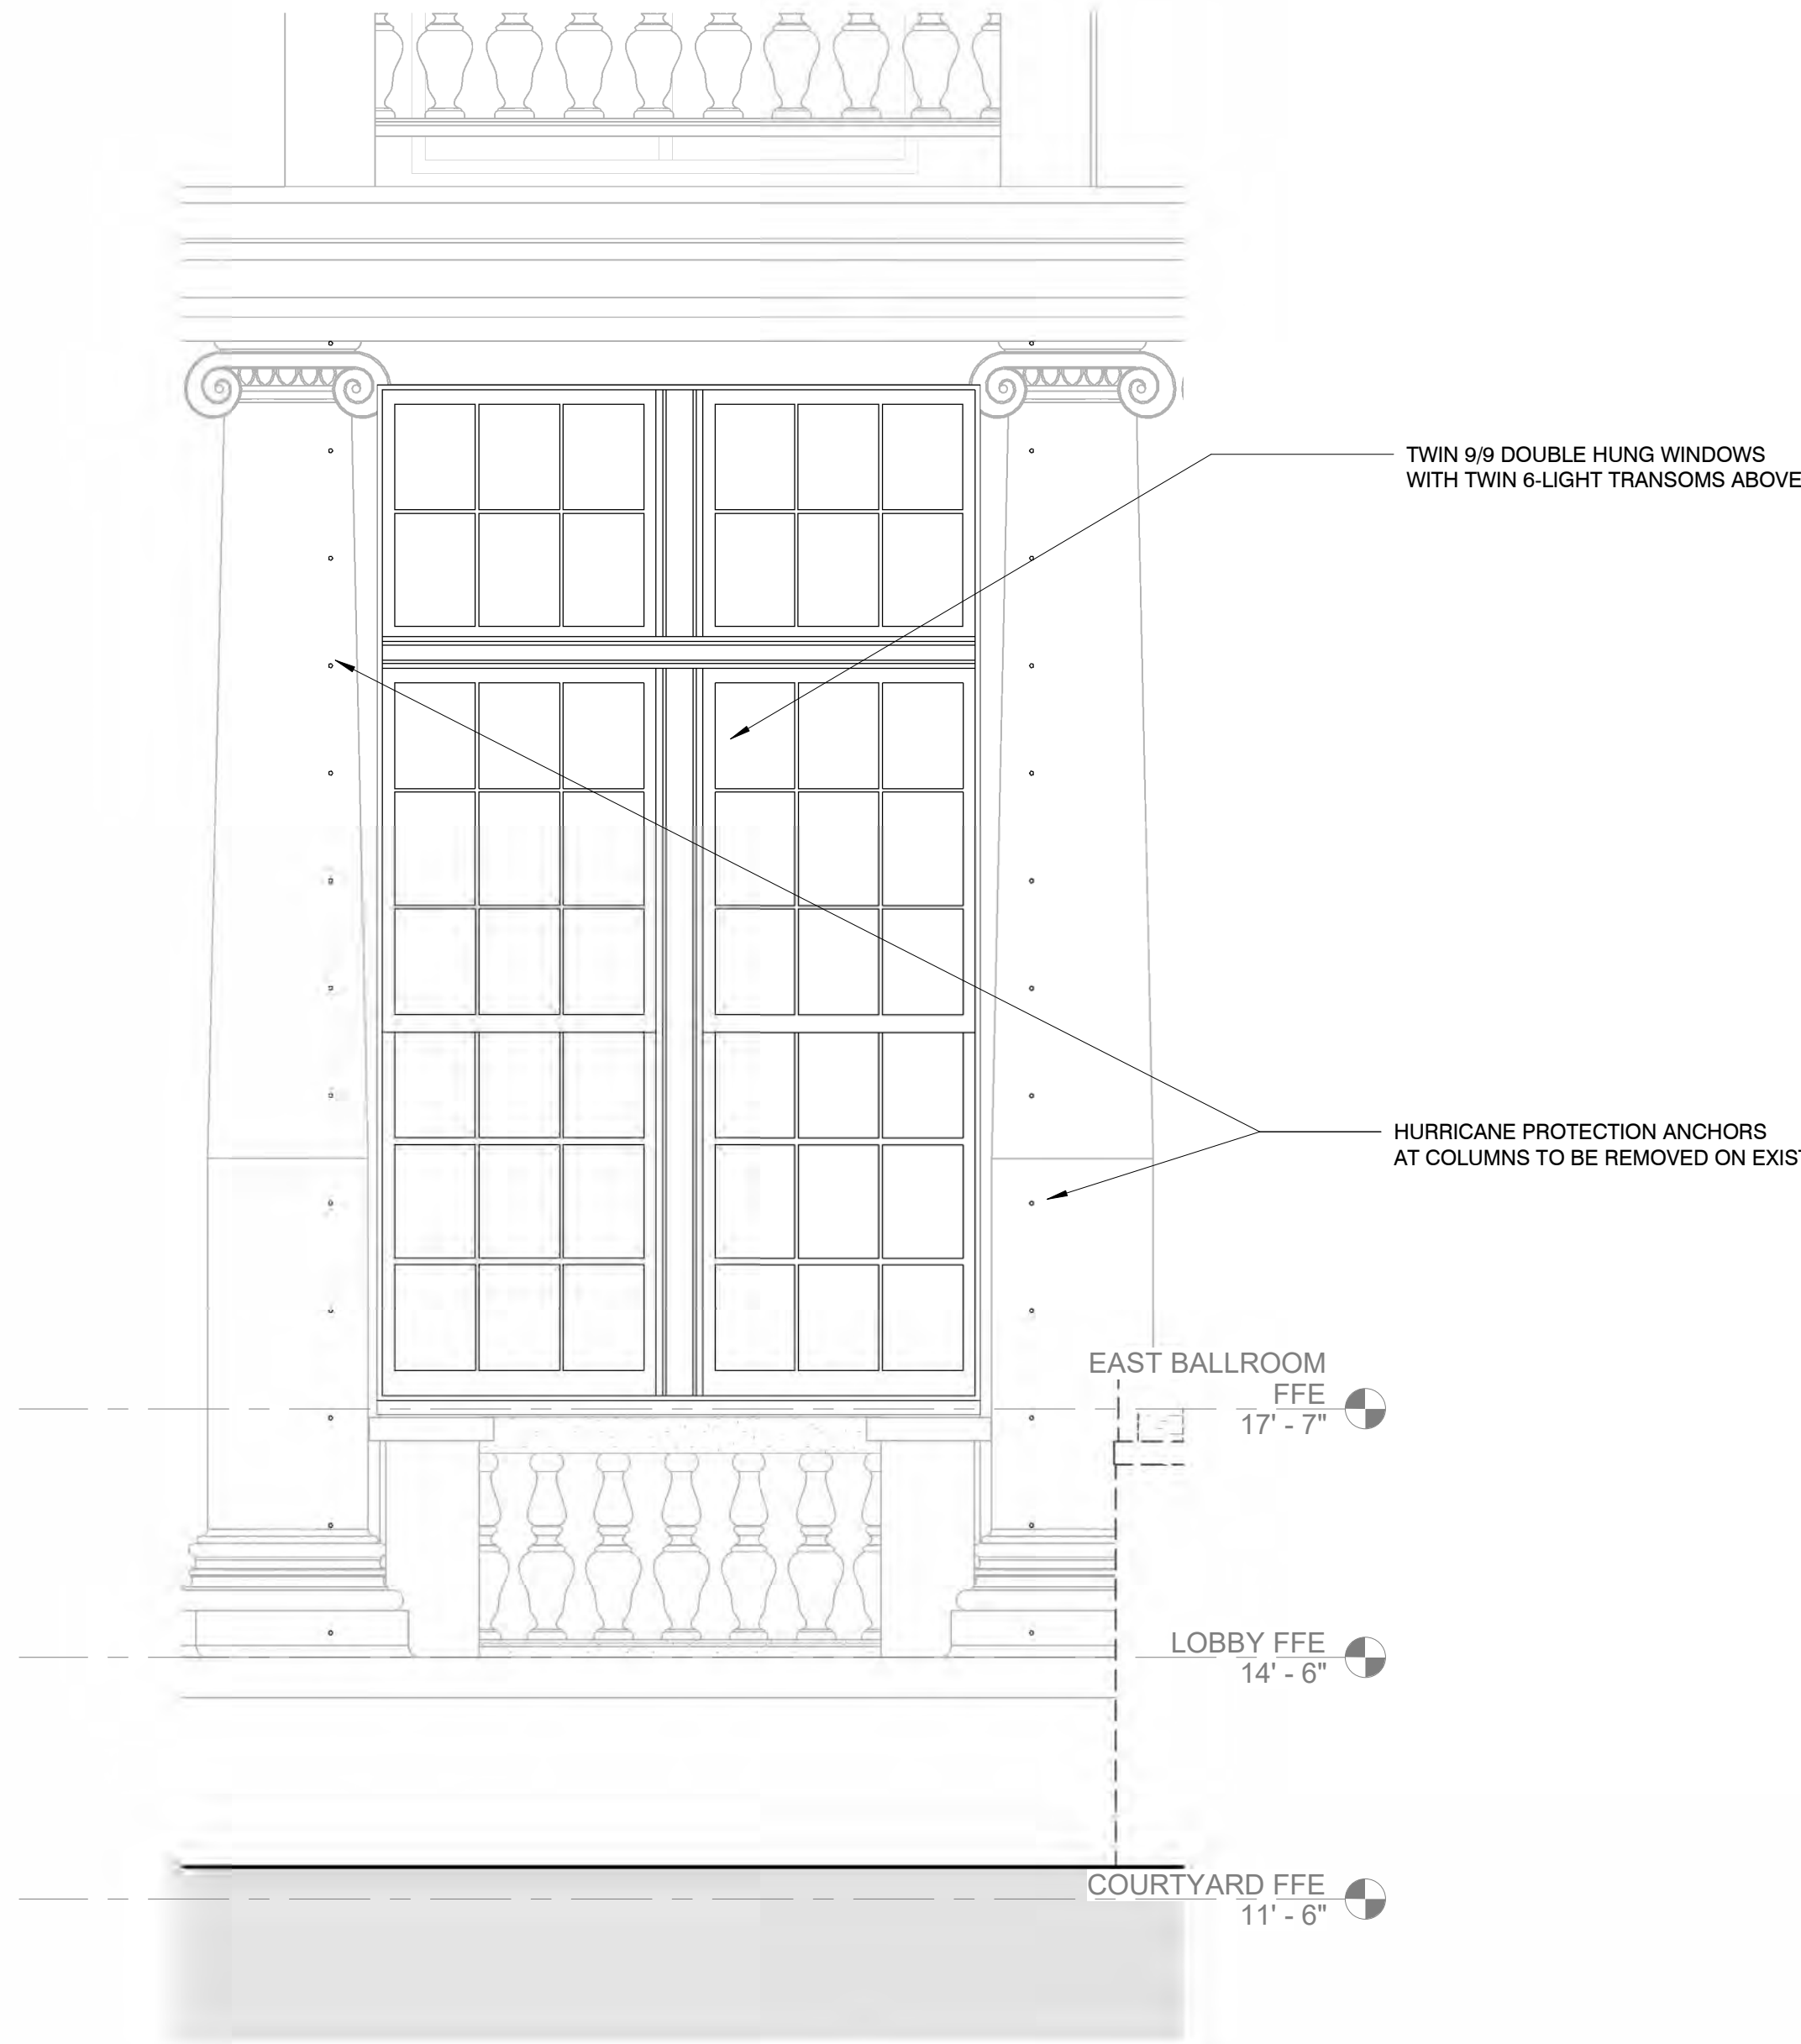 TWIN 9/9 DOUBLE HUNG WINDOWS
WITH TWIN 6-LIGHT TRANSOMS ABOVE
HURRICANE PROTECTION ANCHORS
AT COLUMNS TO BE REMOVED ON EXIST
EAST BALLROOM
FFE
17' - 7"
LOBBY FFE
14' - 6"
COURTYARD FFE
11' - 6"